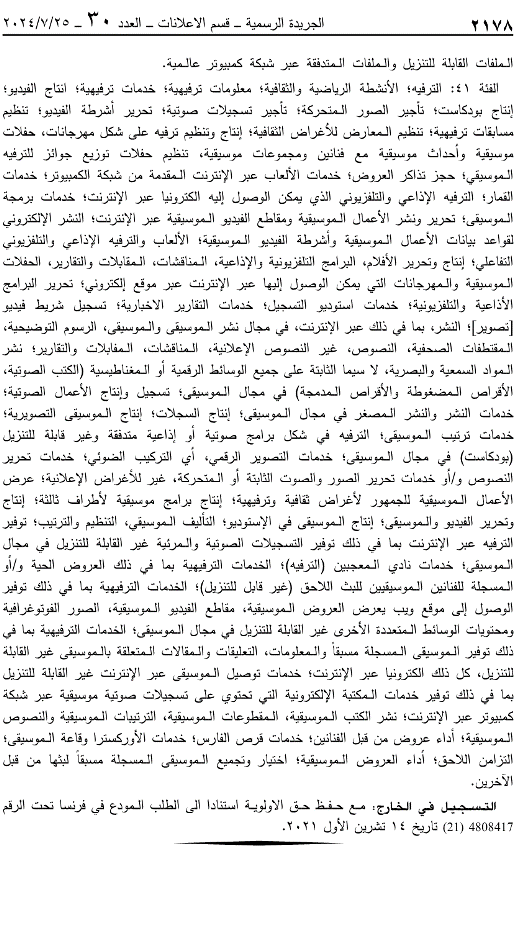 ٢١٧٨ الجريدة الرسمية – قسم الاعلانات – العدد ٣٠ – ٢٠٢٤/٧/٢٥
الملفات القابلة للتنزيل والملفات المتدفقة عبر شبكة كمبيوتر عالمية.
الفئة ٤١: الترفيه؛ الأنشطة الرياضية والثقافية؛ معلومات ترفيهية؛ خدمات ترفيهية؛ انتاج الفيديو؛
إنتاج بودكاست؛ تأجير الصور المتحركة؛ تأجير تسجيلات صوتية؛ تحرير أشرطة الفيديو؛ تنظيم
مسابقات ترفيهية؛ تنظيم المعارض للأغراض الثقافية؛ إنتاج وتنظيم ترفيه على شكل مهرجانات، حفلات
موسيقية وأحداث موسيقية مع فنانين ومجموعات موسيقية، تنظيم حفلات توزيع جوائز للترفيه
الموسيقي؛ حجز تذاكر العروض؛ خدمات الألعاب عبر الإنترنت المقدمة من شبكة الكمبيوتر؛ خدمات
القمار؛ الترفيه الإذاعي والتلفزيوني الذي يمكن الوصول إليه الكترونيا عبر الإنترنت؛ خدمات برمجة
الموسيقى؛ تحرير ونشر الأعمال الموسيقية ومقاطع الفيديو الموسيقية عبر الإنترنت؛ النشر الإلكتروني
لقواعد بيانات الأعمال الموسيقية وأشرطة الفيديو الموسيقية؛ الألعاب والترفيه الإذاعي والتلفزيوني
التفاعلي؛ إنتاج وتحرير الأفلام، البرامج التلفزيونية والإذاعية، المناقشات، المقابلات والتقارير، الحفلات
الموسيقية والمهرجانات التي يمكن الوصول إليها عبر الإنترنت عبر موقع إلكتروني؛ تحرير البرامج
الأذاعية والتلفزيونية؛ خدمات استوديو التسجيل؛ خدمات التقارير الاخبارية؛ تسجيل شريط فيديو
[تصوير]؛ النشر، بما في ذلك عبر الإنترنت، في مجال نشر الموسيقى والموسيقى، الرسوم التوضيحية،
المقتطفات الصحفية، النصوص، غير النصوص الإعلانية، المناقشات، المقابلات والتقارير؛ نشر
المواد السمعية والبصرية، لا سيما الثابتة على جميع الوسائط الرقمية أو المغناطيسية (الكتب الصوتية،
الأقراص المضغوطة والأقراص المدمجة) في مجال الموسيقى؛ تسجيل وإنتاج الأعمال الصوتية؛
خدمات النشر والنشر المصغر في مجال الموسيقى؛ إنتاج السجلات؛ إنتاج الموسيقى التصويرية؛
خدمات ترتيب الموسيقى؛ الترفيه في شكل برامج صوتية أو إذاعية متدفقة وغير قابلة للتنزيل
(بودكاست) في مجال الموسيقى؛ خدمات التصوير الرقمي، أي التركيب الضوئي؛ خدمات تحرير
النصوص و/أو خدمات تحرير الصور والصوت الثابتة أو المتحركة، غير للأغراض الإعلانية؛ عرض
الأعمال الموسيقية للجمهور لأغراض ثقافية وترفيهية؛ إنتاج برامج موسيقية لأطراف ثالثة؛ إنتاج
وتحرير الفيديو والموسيقى؛ إنتاج الموسيقى في الإستوديو؛ التأليف الموسيقي، التنظيم والترتيب؛ توفير
الترفيه عبر الإنترنت بما في ذلك توفير التسجيلات الصوتية والمرئية غير القابلة للتنزيل في مجال
الموسيقى؛ خدمات نادي المعجبين (الترفيه)؛ الخدمات الترفيهية بما في ذلك العروض الحية و/أو
المسجلة للفنانين الموسيقيين للبث اللاحق (غير قابل للتنزيل)؛ الخدمات الترفيهية بما في ذلك توفير
الوصول إلى موقع ويب يعرض العروض الموسيقية، مقاطع الفيديو الموسيقية، الصور الفوتوغرافية
ومحتويات الوسائط المتعددة الأخرى غير القابلة للتنزيل في مجال الموسيقى؛ الخدمات الترفيهية بما في
ذلك توفير الموسيقى المسجلة مسبقاً والمعلومات، التعليقات والمقالات المتعلقة بالموسيقى غير القابلة
للتنزيل، كل ذلك الكترونيا عبر الإنترنت؛ خدمات توصيل الموسيقى عبر الإنترنت غير القابلة للتنزيل
بما في ذلك توفير خدمات المكتبة الإلكترونية التي تحتوي على تسجيلات صوتية موسيقية عبر شبكة
كمبيوتر عبر الإنترنت؛ نشر الكتب الموسيقية، المقطوعات الموسيقية، الترتيبات الموسيقية والنصوص
الموسيقية؛ أداء عروض من قبل الفنانين؛ خدمات قرص الفارس؛ خدمات الأوركسترا وقاعة الموسيقى؛
التزامن اللاحق؛ أداء العروض الموسيقية؛ اختيار وتجميع الموسيقى المسجلة مسبقاً لبثها من قبل
الآخرين.
التسجيل في الخارج: مع حفظ حق الاولوية استنادا الى الطلب المودع في فرنسا تحت الرقم
4808417 (21) تاريخ ١٤ تشرين الأول ٢٠٢١.